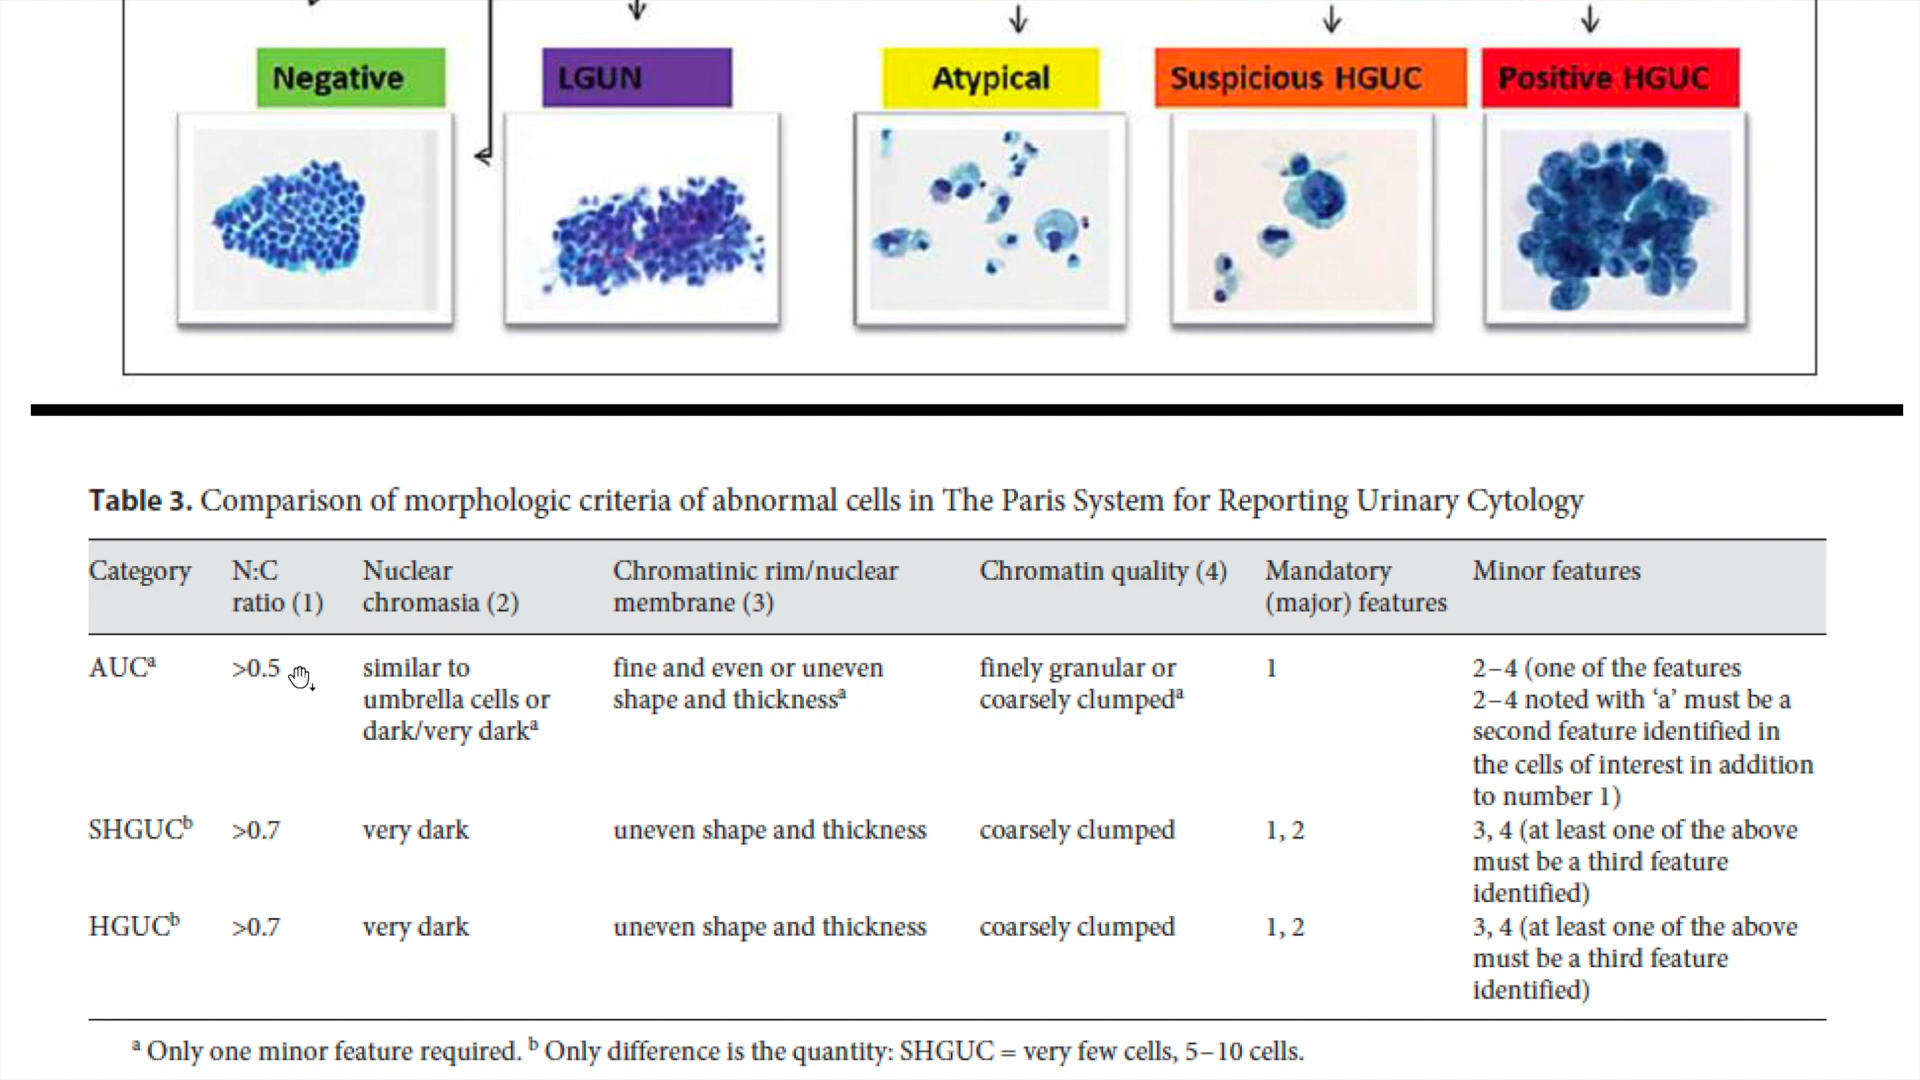 Negative
LGUN
Atypical
Suspicious HGUC
Positive HGUC
Table 3. Comparison of morphologic criteria of abnormal cells in The Paris System for Reporting Urinary Cytology
Category
N:C
ratio (1)
Nuclear
chromasia (2)
Chromatinic rim/nuclear
membrane (3)
Chromatin quality (4)
Mandatory
(major) features
Minor features
AUCᵃ
>0.5
similar to
umbrella cells or
dark/very darkᵃ
fine and even or uneven
shape and thicknessᵃ
finely granular or
coarsely clumpedᵃ
1
2–4 (one of the features
2–4 noted with ‘a’ must be a
second feature identified in
the cells of interest in addition
to number 1)
SHGUCᵇ
>0.7
very dark
uneven shape and thickness
coarsely clumped
1, 2
3, 4 (at least one of the above
must be a third feature
identified)
HGUCᵇ
>0.7
very dark
uneven shape and thickness
coarsely clumped
1, 2
3, 4 (at least one of the above
must be a third feature
identified)
ᵃ Only one minor feature required. ᵇ Only difference is the quantity: SHGUC = very few cells, 5–10 cells.